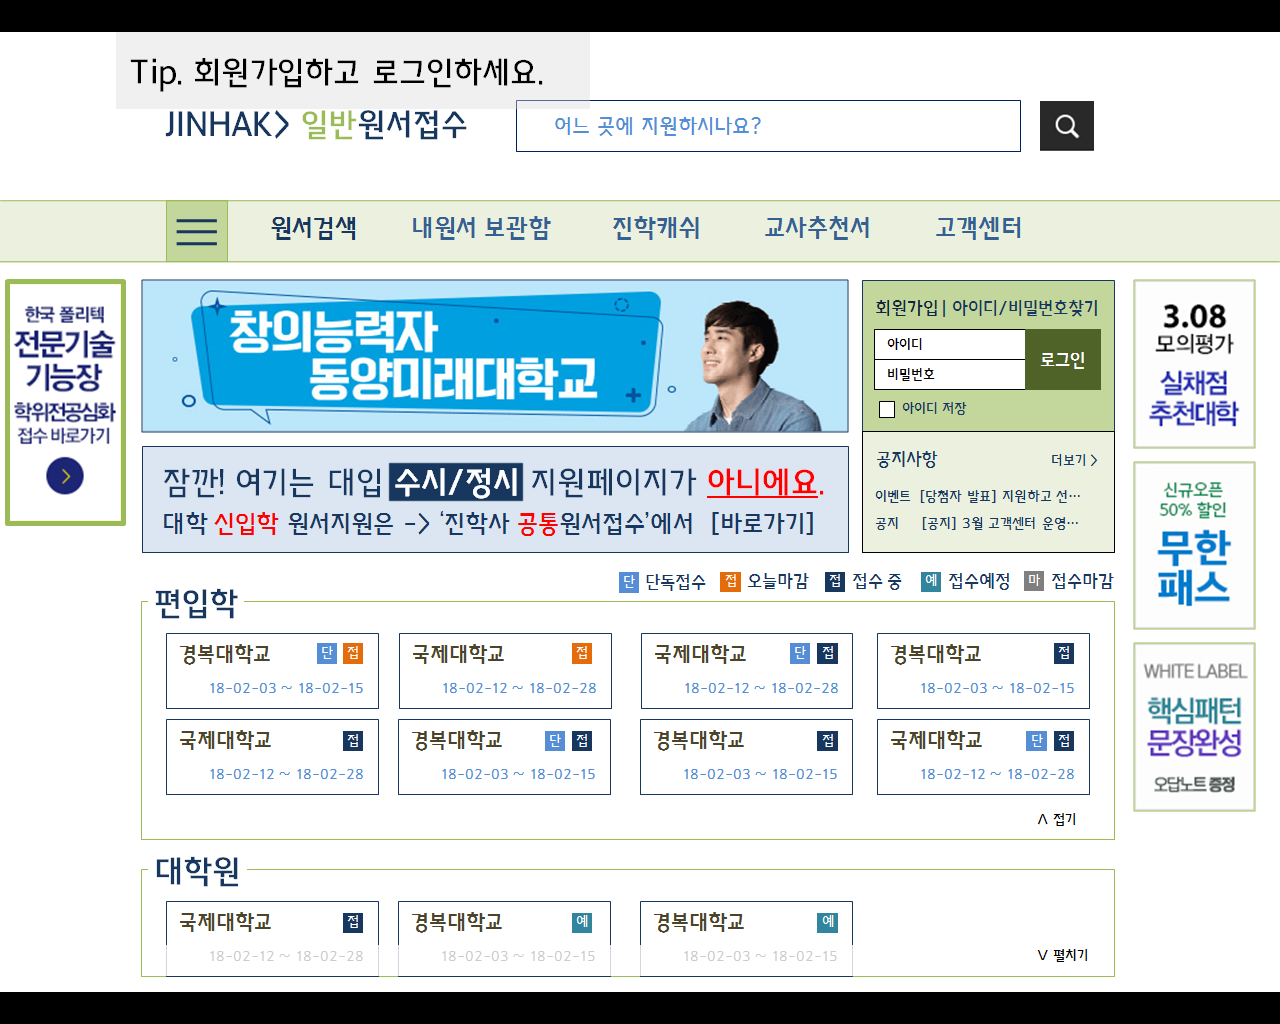 Tip. 회원가입하고 로그인하세요.
JINHAK> 일반원서접수
어느 곳에 지원하시나요?
원서검색 내원서 보관함 진학캐쉬 교사추천서 고객센터
한국 폴리텍
전문기술
기능장
학위전공심화
접수 바로가기
창의능력자
동양미래대학교
회원가입 | 아이디/비밀번호찾기
아이디
비밀번호
로그인
아이디 저장
공지사항 더보기 >
이벤트 [당첨자 발표] 지원하고 선…
공지 [공지] 3월 고객센터 운영…
3.08
모의평가
실채점
추천대학
잠깐! 여기는 대입 수시/정시 지원페이지가 아니에요.
대학 신입학 원서지원은 -> ‘진학사 공통원서접수’에서 [바로가기]
신규오픈
50% 할인
무한
패스
단 단독접수 접 오늘마감 접 접수 중 예 접수예정 마 접수마감
편입학
경복대학교 단 접
18-02-03 ~ 18-02-15
국제대학교 접
18-02-12 ~ 18-02-28
국제대학교 단 접
18-02-12 ~ 18-02-28
경복대학교 접
18-02-03 ~ 18-02-15
국제대학교 접
18-02-12 ~ 18-02-28
경복대학교 단 접
18-02-03 ~ 18-02-15
경복대학교 접
18-02-03 ~ 18-02-15
국제대학교 단 접
18-02-12 ~ 18-02-28
∧ 접기
WHITE LABEL
핵심패턴
문장완성
오답노트 증정
대학원
국제대학교 접
18-02-12 ~ 18-02-28
경복대학교 예
18-02-03 ~ 18-02-15
경복대학교 예
18-02-03 ~ 18-02-15
∨ 펼치기